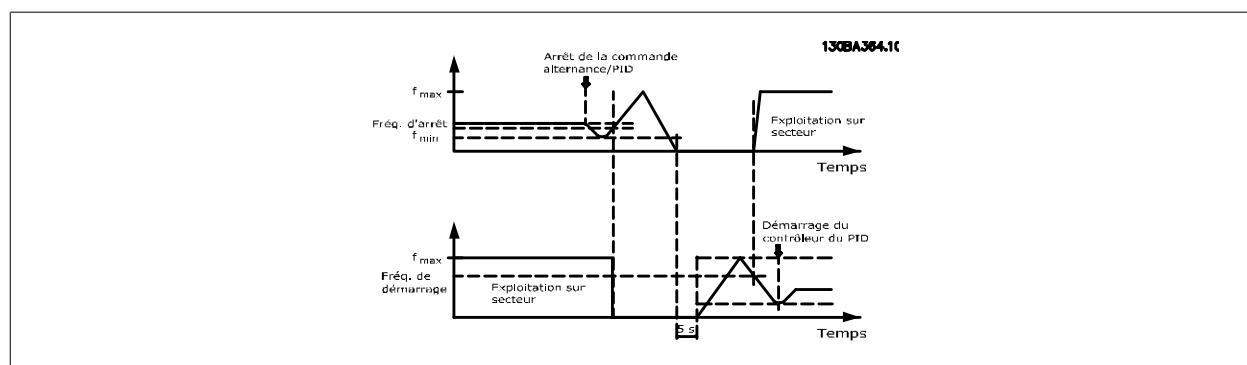 130BA364.10
Arrêt de la commande
alternance/PID
f max
Fréq. d'arrêt
f min
Exploitation sur
secteur
Temps
Démarrage du
contrôleur du PID
f max
Fréq. de
démarrage
Exploitation sur
secteur
5 s
Temps